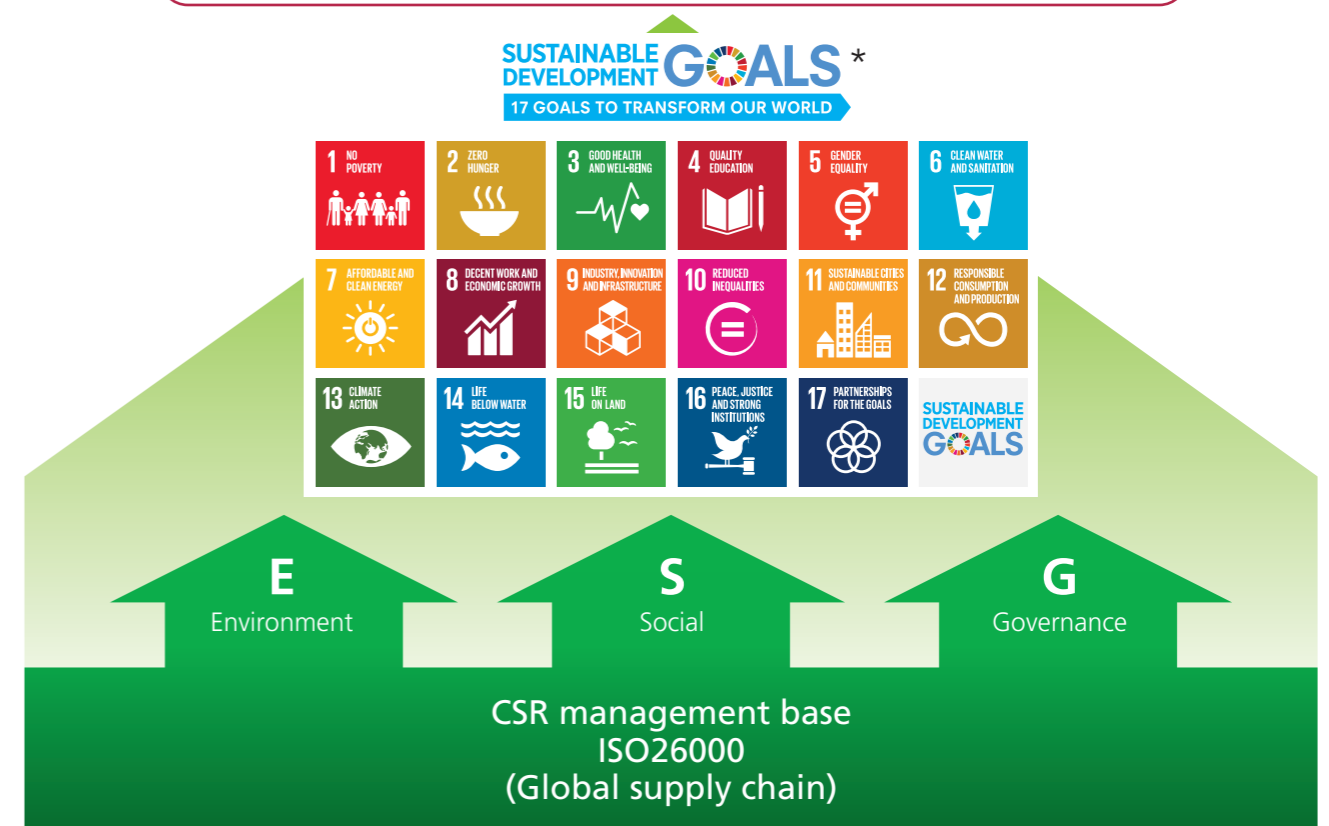 SUSTAINABLE
DEVELOPMENT GOALS *
17 GOALS TO TRANSFORM OUR WORLD
1 NO
POVERTY
2 ZERO
HUNGER
3 GOOD HEALTH
AND WELL-BEING
4 QUALITY
EDUCATION
5 GENDER
EQUALITY
6 CLEAN WATER
AND SANITATION
7 AFFORDABLE AND
CLEAN ENERGY
8 DECENT WORK AND
ECONOMIC GROWTH
9 INDUSTRY, INNOVATION
AND INFRASTRUCTURE
10 REDUCED
INEQUALITIES
11 SUSTAINABLE CITIES
AND COMMUNITIES
12 RESPONSIBLE
CONSUMPTION
AND PRODUCTION
13 CLIMATE
ACTION
14 LIFE
BELOW WATER
15 LIFE
ON LAND
16 PEACE, JUSTICE
AND STRONG
INSTITUTIONS
17 PARTNERSHIPS
FOR THE GOALS
SUSTAINABLE
DEVELOPMENT
GOALS
E
Environment
S
Social
G
Governance
CSR management base
ISO26000
(Global supply chain)